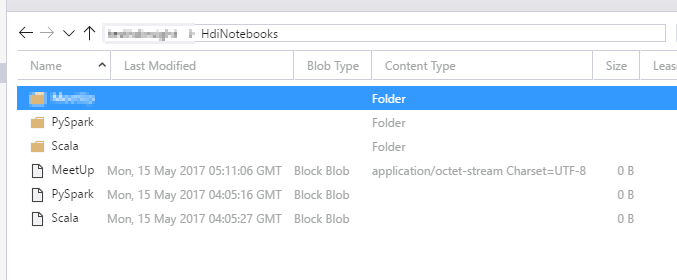 HdiNotebooks
Name Last Modified Blob Type Content Type Size Lease
Folder
PySpark Folder
Scala Folder
MeetUp Mon, 15 May 2017 05:11:06 GMT Block Blob application/octet-stream Charset=UTF-8 0 B
PySpark Mon, 15 May 2017 04:05:16 GMT Block Blob 0 B
Scala Mon, 15 May 2017 04:05:27 GMT Block Blob 0 B